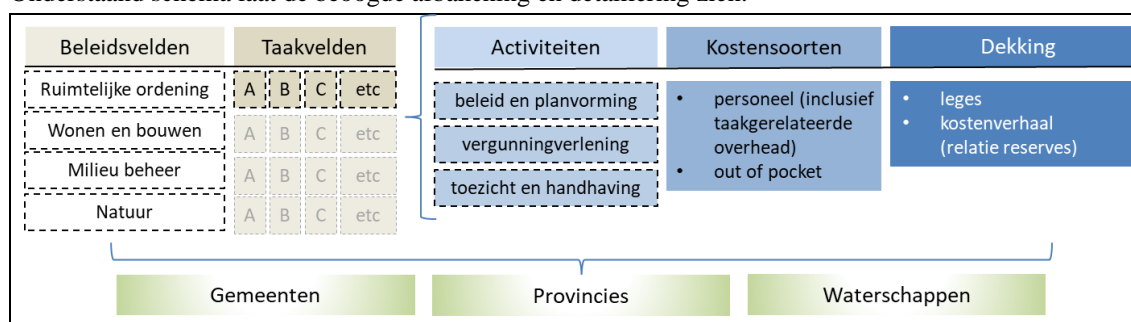 Onderstaand schema laat de beoogde afbakening en detaillering zien.
Beleidsvelden
Taakvelden
Activiteiten
Kostensoorten
Dekking
Ruimtelijke ordening
A B C etc
Wonen en bouwen
A B C etc
Milieu beheer
A B C etc
Natuur
A B C etc
beleid en planvorming
vergunningverlening
toezicht en handhaving
• personeel (inclusief
taakgerelateerde
overhead)
• out of pocket
• leges
• kostenverhaal
(relatie reserves)
Gemeenten
Provincies
Waterschappen